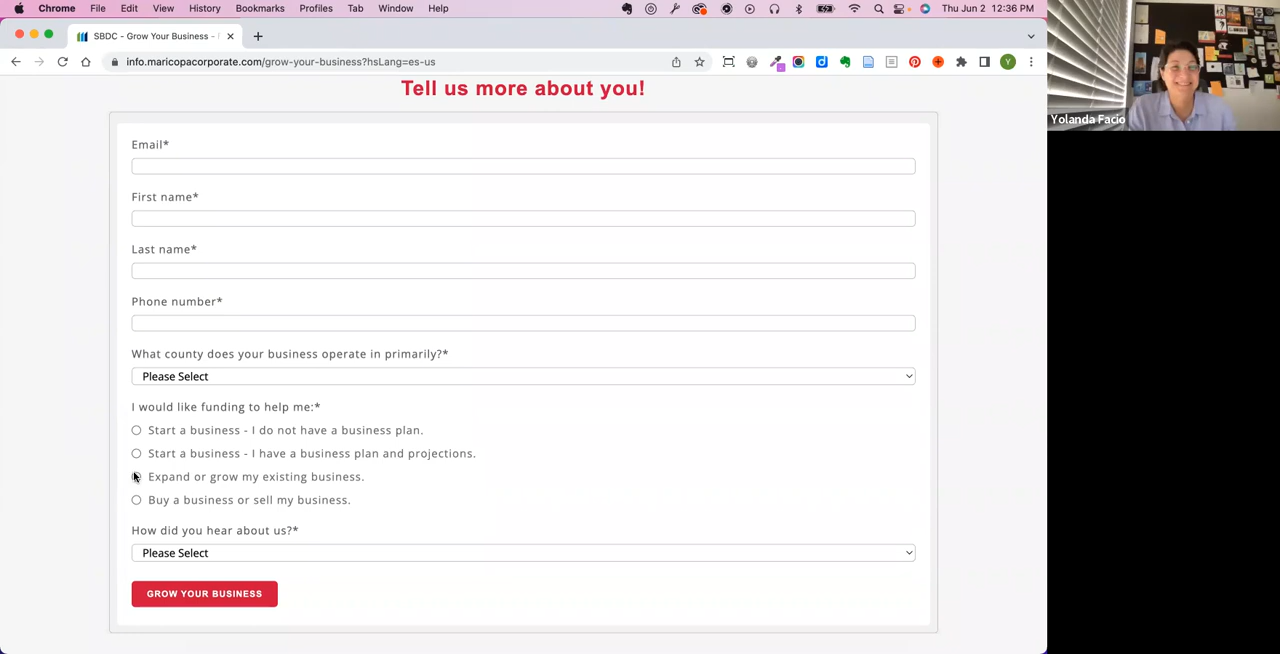 Chrome File Edit View History Bookmarks Profiles Tab Window Help Thu Jun 2 12:36 PM
SBDC - Grow Your Business -
info.maricopacorporate.com/grow-your-business?hsLang=es-us
Y
Yolanda Facio
Tell us more about you!
Email*
First name*
Last name*
Phone number*
What county does your business operate in primarily?*
Please Select
I would like funding to help me:*
Start a business - I do not have a business plan.
Start a business - I have a business plan and projections.
Expand or grow my existing business.
Buy a business or sell my business.
How did you hear about us?*
Please Select
GROW YOUR BUSINESS